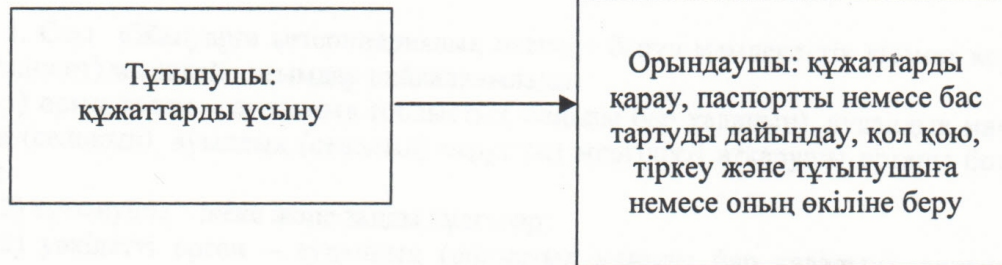 Тұтынушы:
құжаттарды ұсыну
Орындаушы: құжаттарды
қарау, паспортты немесе бас
тартуды дайындау, қол қою,
тіркеу және тұтынушыға
немесе оның өкіліне беру